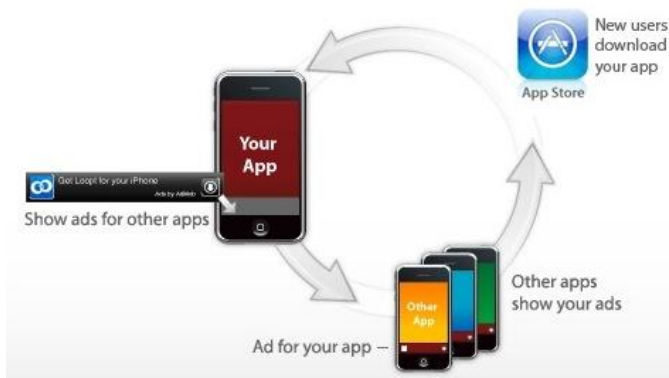 New users
download
your app
App Store
Your
App
Get Loopt for your iPhone
Ads by AdMob
Show ads for other apps
Other
App
Other apps
show your ads
Ad for your app